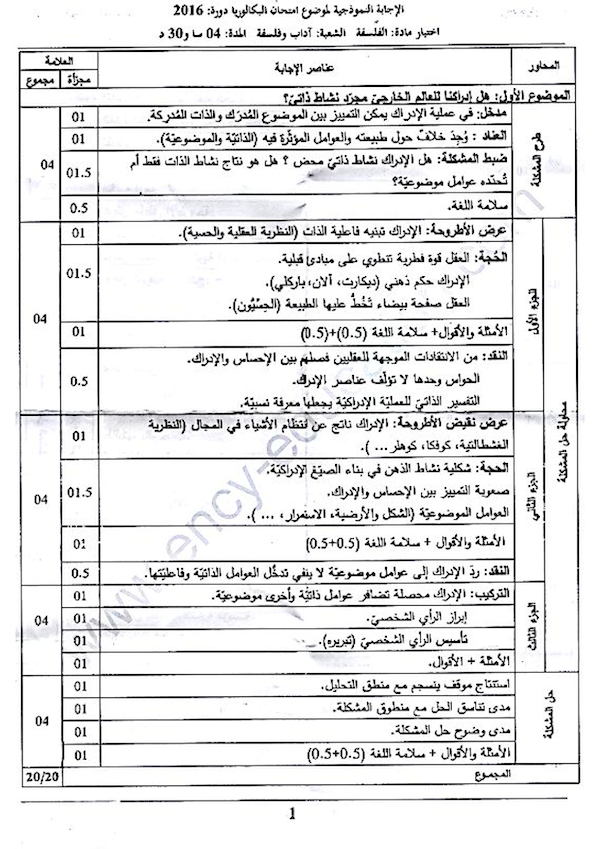 الإجابة النموذجية لموضوع امتحان البكالوريا دورة: 2016
اختبار مادة: الفلسفة الشعبة: آداب وفلسفة المدة: 04 سا و30 د
المحاور
عناصر الإجابة
العلامة
مجزأة
مجموع
الموضوع الأول: هل إدراكنا للعالم الخارجيّ مجرّد نشاط ذاتيّ؟
طرح المشكلة
مدخل: في عملية الإدراك يمكن التمييز بين الموضوع المُدرَك والذات المُدرِكة.
01
العناد : وُجِدَ خلافٌ حول طبيعته والعوامل المؤثّرة فيه (الذاتيّة والموضوعيّة).
01
ضبط المشكلة: هل الإدراك نشاط ذاتيّ محض ؟ هل هو نتاج نشاط الذات فقط أم
تُحدّده عوامل موضوعيّة؟
01.5
سلامة اللغة.
0.5
04
محاولة حل المشكلة
الجزء الأول
عرض الأطروحة: الإدراك تبنيه فاعلية الذات (النظرية العقلية والحسية).
01
الحُجة: العقل قوة فطرية تنطوي على مبادئ قبلية.
الإدراك حكم ذهني (ديكارت، آلان، باركلي).
العقل صفحة بيضاء تَخُطُّ عليها الطبيعة (الحِسِّيُّون).
01.5
الأمثلة والأقوال+ سلامة اللغة (0.5)+(0.5)
01
النقد: من الانتقادات الموجهة للعقليين فصلهم بين الإحساس والإدراك.
الحواس وحدها لا تؤلّف عناصر الإدراك.
التفسير الذاتيّ للعمليّة الإدراكيّة يجعلها معرفة نسبيّة.
0.5
04
الجزء الثاني
عرض نقيض الأطروحة: الإدراك ناتج عن انتظام الأشياء في المجال (النظرية
الغشطالتية، كوفكا، كوهلر... ).
01
الحجة: شكلية نشاط الذهن في بناء الصيّغ الإدراكيّة.
صعوبة التمييز بين الإحساس والإدراك.
العوامل الموضوعيّة (الشكل والأرضية، الاستمرار، ... ).
01.5
الأمثلة والأقوال + سلامة اللغة (0.5+0.5)
01
النقد: ردّ الإدراك إلى عوامل موضوعيّة لا ينفي تدخُّل العوامل الذاتيّة وفاعليّتها.
0.5
04
الجزء الثالث
التركيب: الإدراك محصلة تضافر عوامل ذاتيّة وأخرى موضوعيّة.
01
إبراز الرأي الشخصيّ.
01
تأسيس الرأي الشخصيّ (تبريره).
01
الأمثلة + الأقوال.
01
04
حل المشكلة
استنتاج موقف ينسجم مع منطق التحليل.
01
مدى تناسق الحل مع منطوق المشكلة.
01
مدى وضوح حل المشكلة.
01
الأمثلة والأقوال + سلامة اللغة (0.5+0.5)
01
04
المجموع
20/20
1